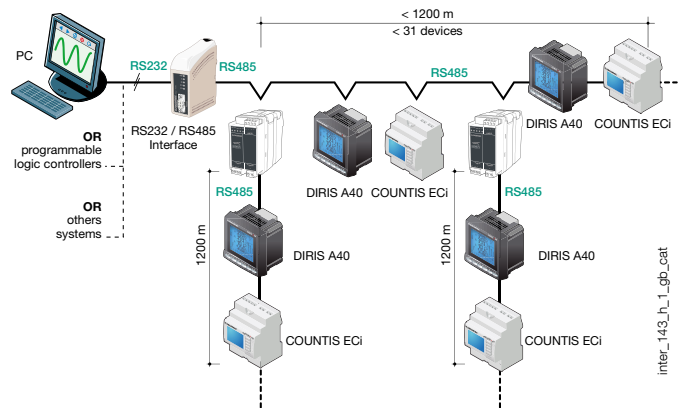 < 1200 m
< 31 devices
PC
RS232
RS485
RS485
RS232 / RS485
Interface
DIRIS A40
COUNTIS ECi
OR
programmable
logic controllers
DIRIS A40
COUNTIS ECi
RS485
RS485
OR
others
systems
1200 m
DIRIS A40
1200 m
DIRIS A40
COUNTIS ECi
COUNTIS ECi
inter_143_h_1_gb_cat